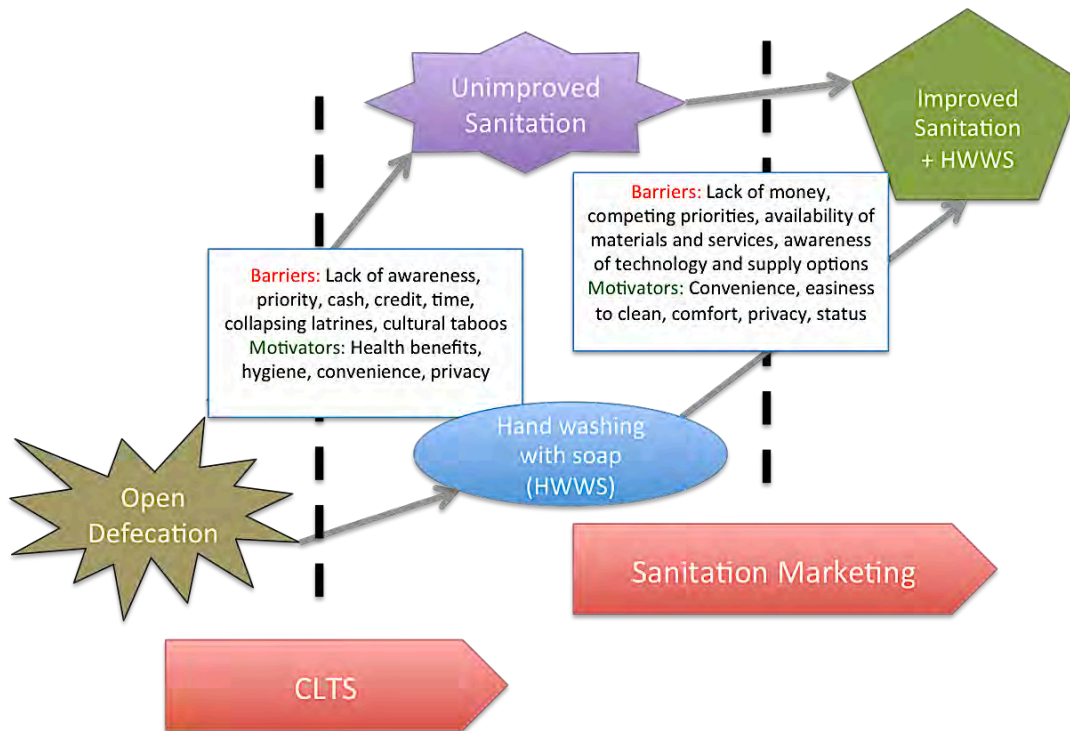 Unimproved
Sanitation
Improved
Sanitation
+ HWWS
Barriers: Lack of money,
competing priorities, availability of
materials and services, awareness
of technology and supply options
Motivators: Convenience, easiness
to clean, comfort, privacy, status
Barriers: Lack of awareness,
priority, cash, credit, time,
collapsing latrines, cultural taboos
Motivators: Health benefits,
hygiene, convenience, privacy
Hand washing
with soap
(HWWS)
Open
Defecation
Sanitation Marketing
CLTS